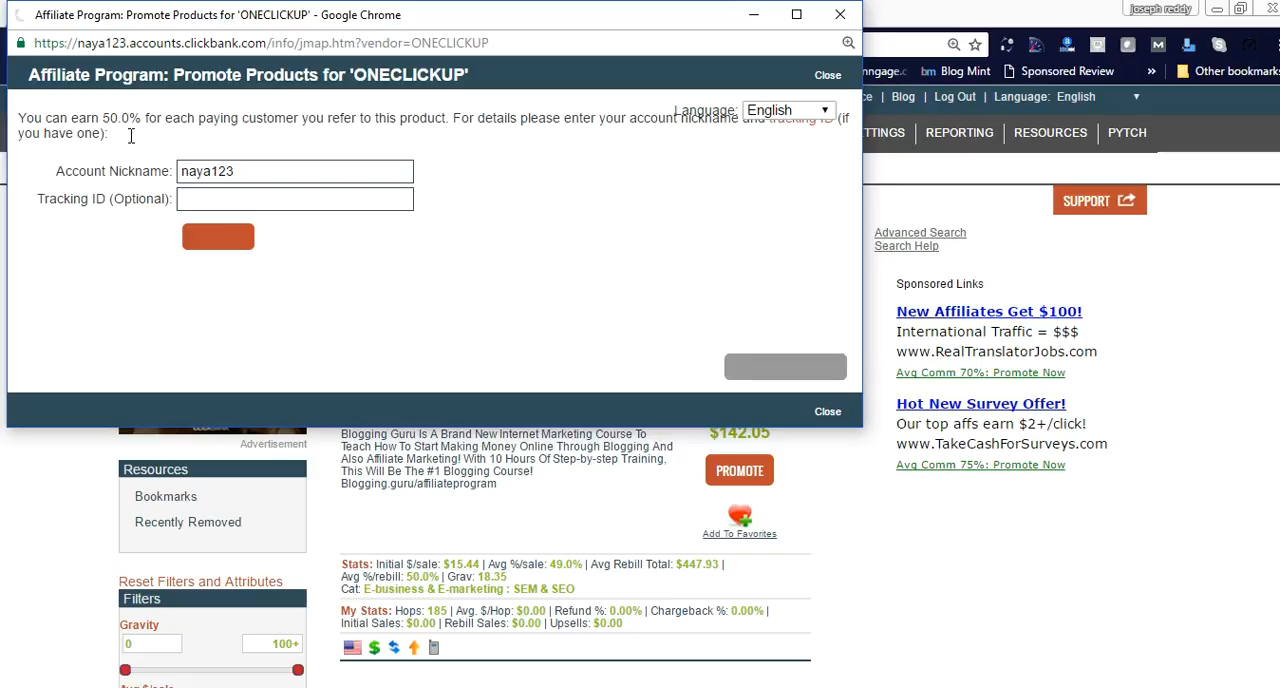 Affiliate Program: Promote Products for 'ONECLICKUP' - Google Chrome
joseph reddy
https://naya123.accounts.clickbank.com/info/jmap.htm?vendor=ONECLICKUP
Affiliate Program: Promote Products for 'ONECLICKUP'
Close
nngage.c
bm Blog Mint
Sponsored Review
»
Other bookmark
Blog | Log Out | Language: English
Language: English
You can earn 50.0% for each paying customer you refer to this product. For details please enter your account nickname and tracking ID (if
you have one):
TTINGS
REPORTING
RESOURCES
PYTCH
Account Nickname: naya123
Tracking ID (Optional):
SUPPORT
Advanced Search
Search Help
Sponsored Links
New Affiliates Get $100!
International Traffic = $$$
www.RealTranslatorJobs.com
Avg Comm 70%: Promote Now
Hot New Survey Offer!
Our top affs earn $2+/click!
www.TakeCashForSurveys.com
Avg Comm 75%: Promote Now
Close
Advertisement
Resources
Bookmarks
Recently Removed
Reset Filters and Attributes
Filters
Gravity
0
100+
Blogging Guru Is A Brand New Internet Marketing Course To
Teach How To Start Making Money Online Through Blogging And
Also Affiliate Marketing! With 10 Hours Of Step-by-step Training,
This Will Be The #1 Blogging Course!
Blogging.guru/affiliateprogram
$142.05
PROMOTE
Add To Favorites
Stats: Initial $/sale: $15.44 | Avg %/sale: 49.0% | Avg Rebill Total: $447.93 |
Avg %/rebill: 50.0% | Grav: 18.35
Cat: E-business & E-marketing : SEM & SEO
My Stats: Hops: 185 | Avg. $/Hop: $0.00 | Refund %: 0.00% | Chargeback %: 0.00% |
Initial Sales: $0.00 | Rebill Sales: $0.00 | Upsells: $0.00